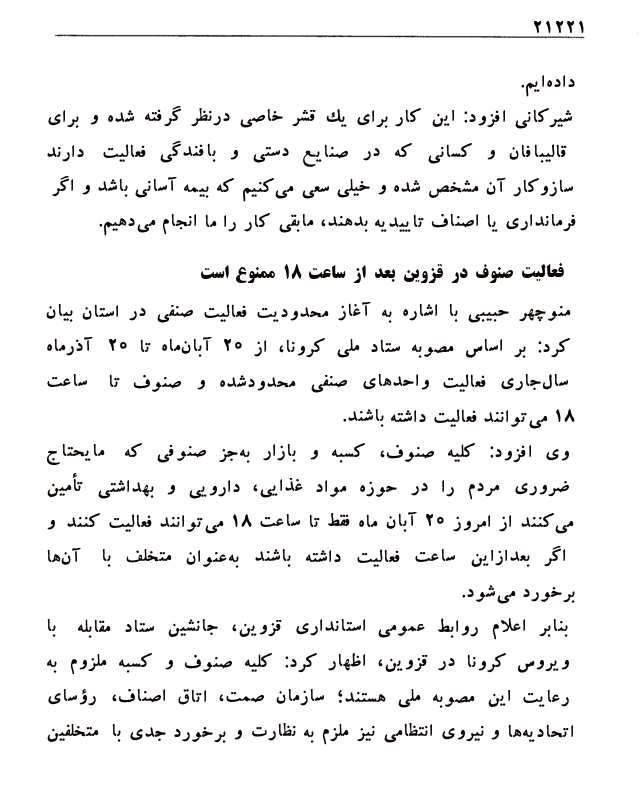 ۲۱۲۲۱
داده‌ایم.
شیرکانی افزود: این کار برای یك قشر خاصی درنظر گرفته شده و برای
قالیبافان و کسانی که در صنایع دستی و بافندگی فعالیت دارند
سازوکار آن مشخص شده و خیلی سعی می‌کنیم که بیمه آسانی باشد و اگر
فرمانداری یا اصناف تاییدیه بدهند، مابقی کار را ما انجام می‌دهیم.
فعالیت صنوف در قزوین بعد از ساعت ۱۸ ممنوع است
منوچهر حبیبی با اشاره به آغاز محدودیت فعالیت صنفی در استان بیان
کرد: بر اساس مصوبه ستاد ملی کرونا، از ۲۵ آبان‌ماه تا ۲۵ آذرماه
سال‌جاری فعالیت واحدهای صنفی محدودشده و صنوف تا ساعت
۱۸ می‌توانند فعالیت داشته باشند.
وی افزود: کلیه صنوف، کسبه و بازار به‌جز صنوفی که مایحتاج
ضروری مردم را در حوزه مواد غذایی، دارویی و بهداشتی تأمین
می‌کنند از امروز ۲۵ آبان ماه فقط تا ساعت ۱۸ می‌توانند فعالیت کنند و
اگر بعدازاین ساعت فعالیت داشته باشند به‌عنوان متخلف با آن‌ها
برخورد می‌شود.
بنابر اعلام روابط عمومی استانداری قزوین، جانشین ستاد مقابله با
ویروس کرونا در قزوین، اظهار کرد: کلیه صنوف و کسبه ملزوم به
رعایت این مصوبه ملی هستند؛ سازمان صمت، اتاق اصناف، رؤسای
اتحادیه‌ها و نیروی انتظامی نیز ملزم به نظارت و برخورد جدی با متخلفین